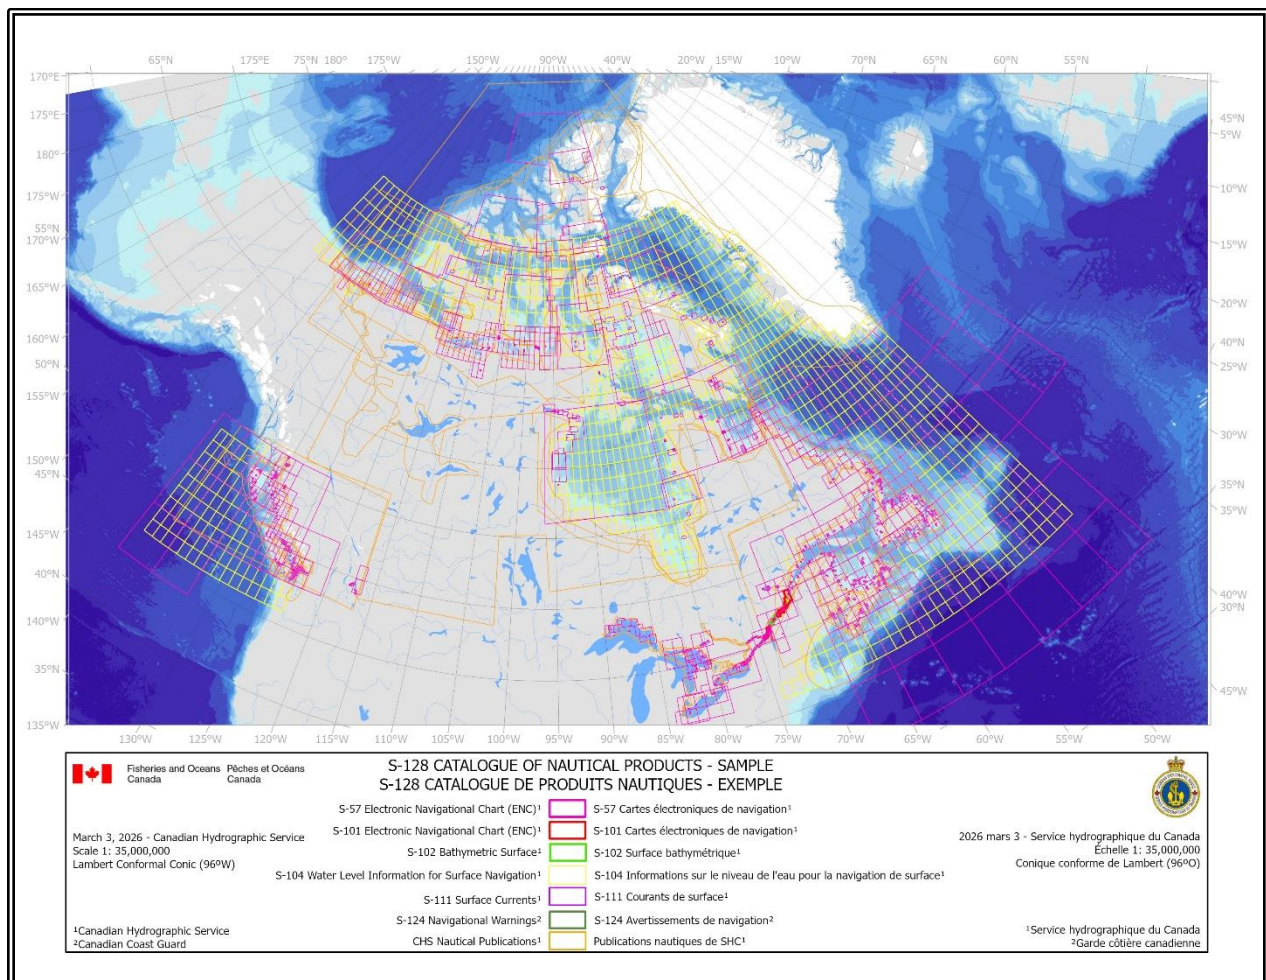 65°N 175°E 75°N 180° 175°W 150°W 90°W 40°W 20°W 15°W 10°W 70°N 65°N 60°N 55°N
170°E
175°E
180°
175°W
55°N
170°W
165°W
160°W
50°N
155°W
150°W
45°N
145°W
40°N
140°W
35°N
135°W
45°N
5°W
10°W
15°W
20°W
40°N
25°W
30°W
35°N
35°W
40°W
30°N
45°W
130°W 125°W 120°W 115°W 110°W 105°W 100°W 95°W 90°W 85°W 80°W 75°W 70°W 65°W 60°W 55°W 50°W
Fisheries and Oceans Pêches et Océans
Canada Canada
S-128 CATALOGUE OF NAUTICAL PRODUCTS - SAMPLE
S-128 CATALOGUE DE PRODUITS NAUTIQUES - EXEMPLE
S-57 Electronic Navigational Chart (ENC)¹ S-57 Cartes électroniques de navigation¹
S-101 Electronic Navigational Chart (ENC)¹ S-101 Cartes électroniques de navigation¹
S-102 Bathymetric Surface¹ S-102 Surface bathymétrique¹
S-104 Water Level Information for Surface Navigation¹ S-104 Informations sur le niveau de l'eau pour la navigation de surface¹
S-111 Surface Currents¹ S-111 Courants de surface¹
S-124 Navigational Warnings² S-124 Avertissements de navigation²
CHS Nautical Publications¹ Publications nautiques de SHC¹
March 3, 2026 - Canadian Hydrographic Service
Scale 1: 35,000,000
Lambert Conformal Conic (96ºW)
¹Canadian Hydrographic Service
²Canadian Coast Guard
2026 mars 3 - Service hydrographique du Canada
Échelle 1: 35,000,000
Conique conforme de Lambert (96ºO)
¹Service hydrographique du Canada
²Garde côtière canadienne